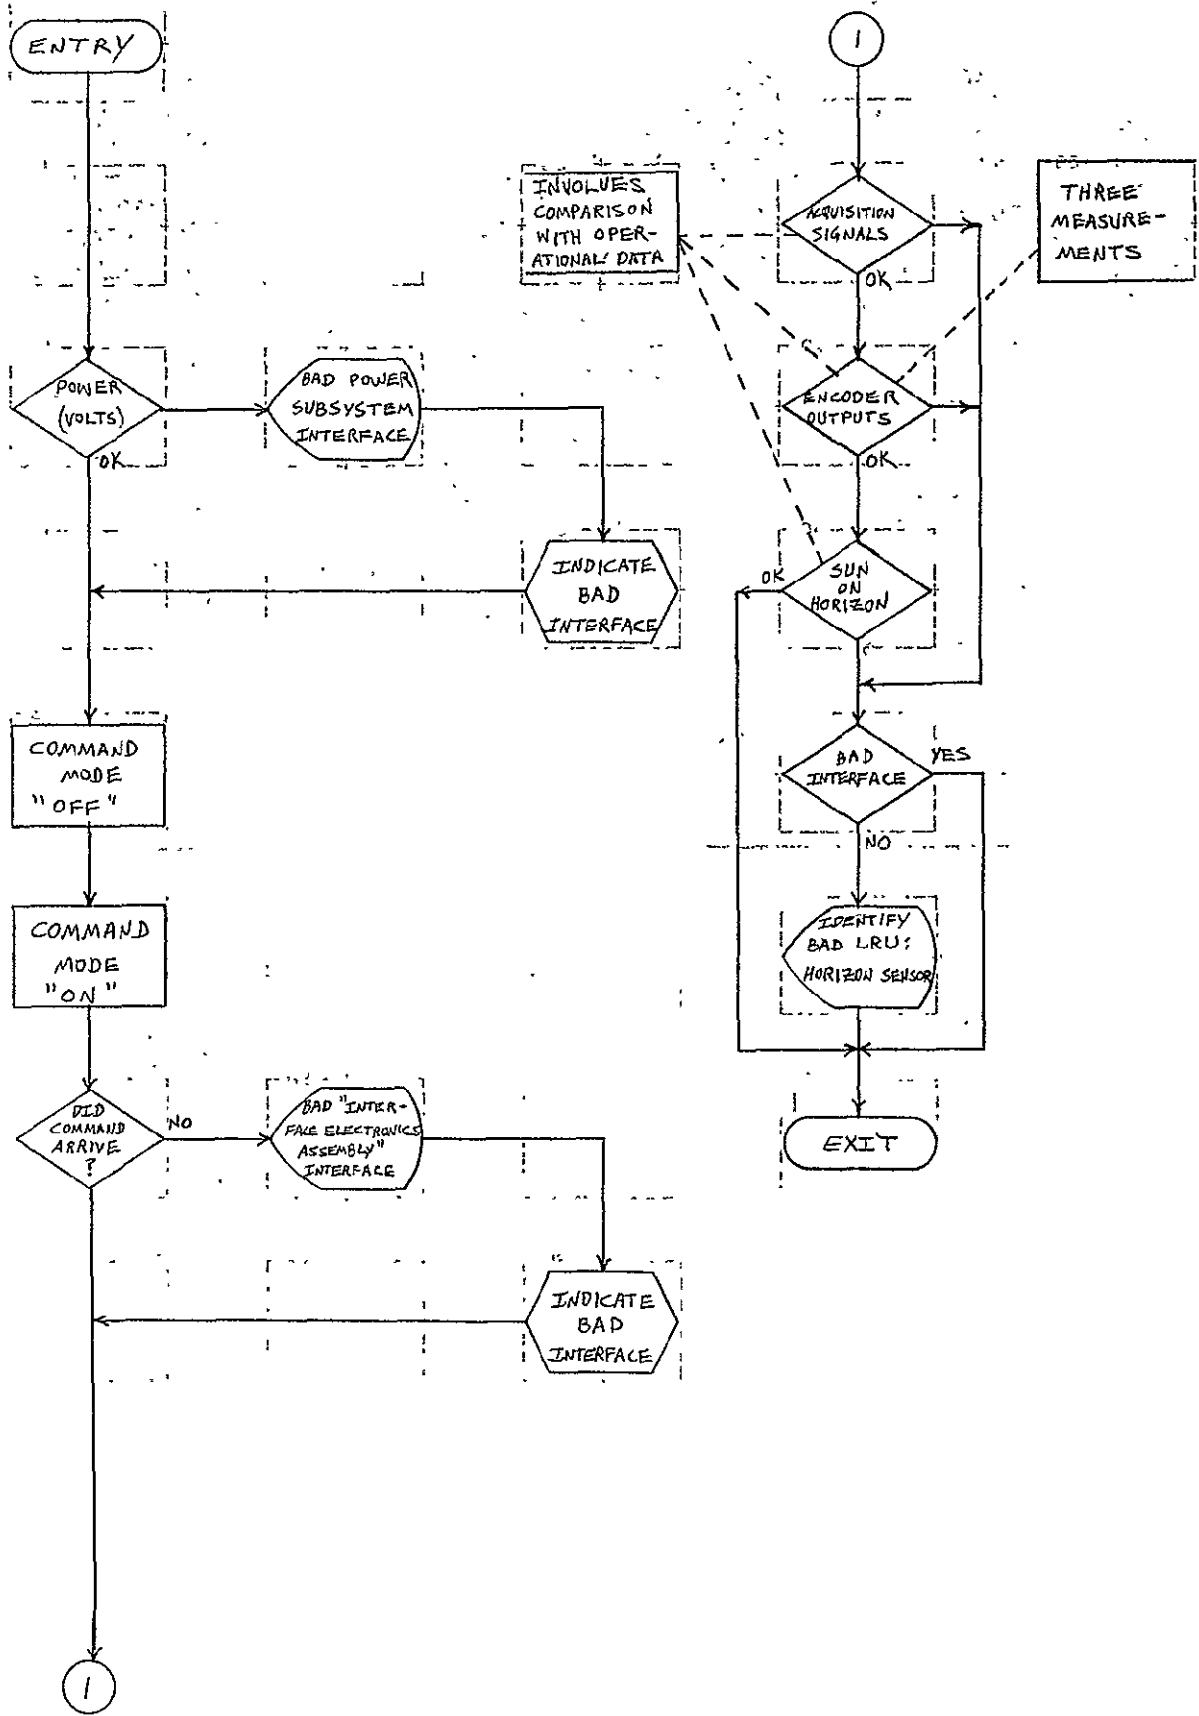 ENTRY
POWER
(VOLTS)
OK
BAD POWER
SUBSYSTEM
INTERFACE
INDICATE
BAD
INTERFACE
COMMAND
MODE
"OFF"
COMMAND
MODE
"ON"
DID
COMMAND
ARRIVE
?
NO
BAD "INTER-
FACE ELECTRONICS
ASSEMBLY"
INTERFACE
INDICATE
BAD
INTERFACE
1
1
INVOLVES
COMPARISON
WITH OPER-
ATIONAL DATA
ACQUISITION
SIGNALS
OK
THREE
MEASURE-
MENTS
ENCODER
OUTPUTS
OK
SUN
ON
HORIZON
OK
BAD
INTERFACE
YES
NO
IDENTIFY
BAD LRU:
HORIZON SENSOR
EXIT